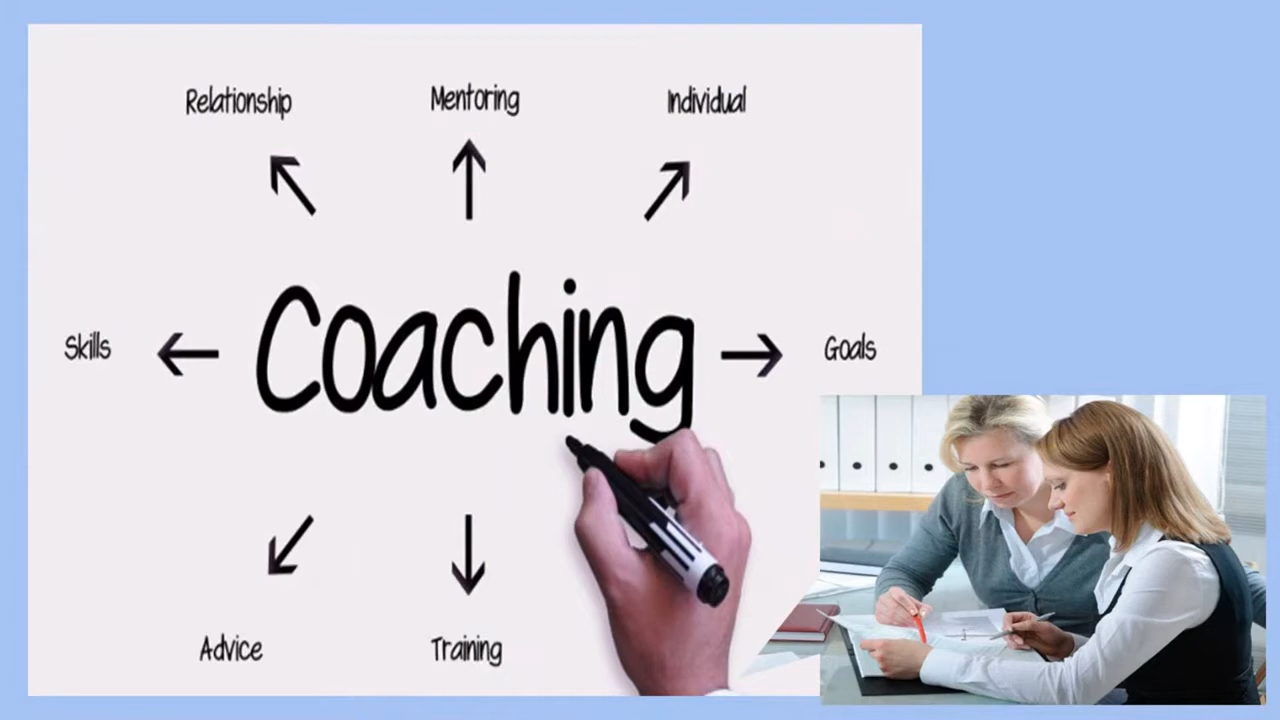 Relationship
Mentoring
Individual
Skills
Coaching
Goals
Advice
Training